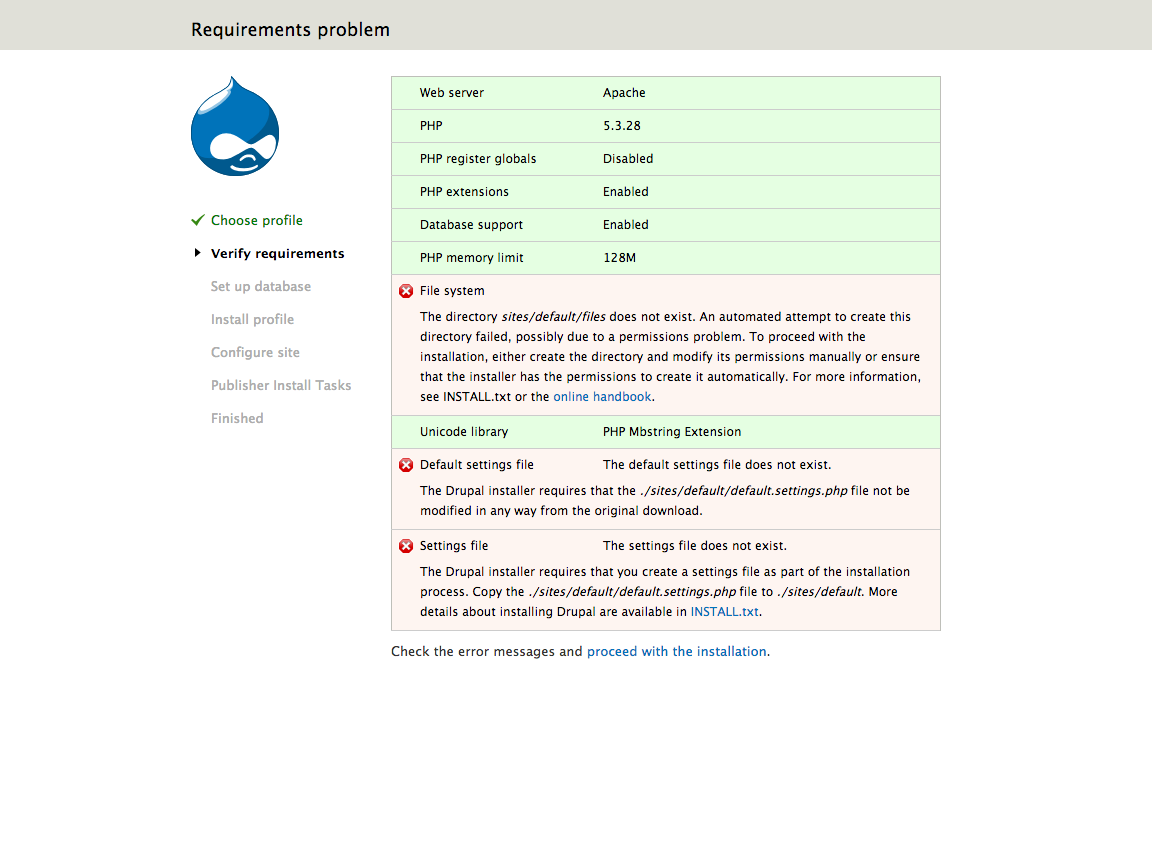 Requirements problem
Choose profile
Verify requirements
Set up database
Install profile
Configure site
Publisher Install Tasks
Finished
Web server Apache
PHP 5.3.28
PHP register globals Disabled
PHP extensions Enabled
Database support Enabled
PHP memory limit 128M
File system
The directory sites/default/files does not exist. An automated attempt to create this
directory failed, possibly due to a permissions problem. To proceed with the
installation, either create the directory and modify its permissions manually or ensure
that the installer has the permissions to create it automatically. For more information,
see INSTALL.txt or the online handbook.
Unicode library PHP Mbstring Extension
Default settings file The default settings file does not exist.
The Drupal installer requires that the ./sites/default/default.settings.php file not be
modified in any way from the original download.
Settings file The settings file does not exist.
The Drupal installer requires that you create a settings file as part of the installation
process. Copy the ./sites/default/default.settings.php file to ./sites/default. More
details about installing Drupal are available in INSTALL.txt.
Check the error messages and proceed with the installation.